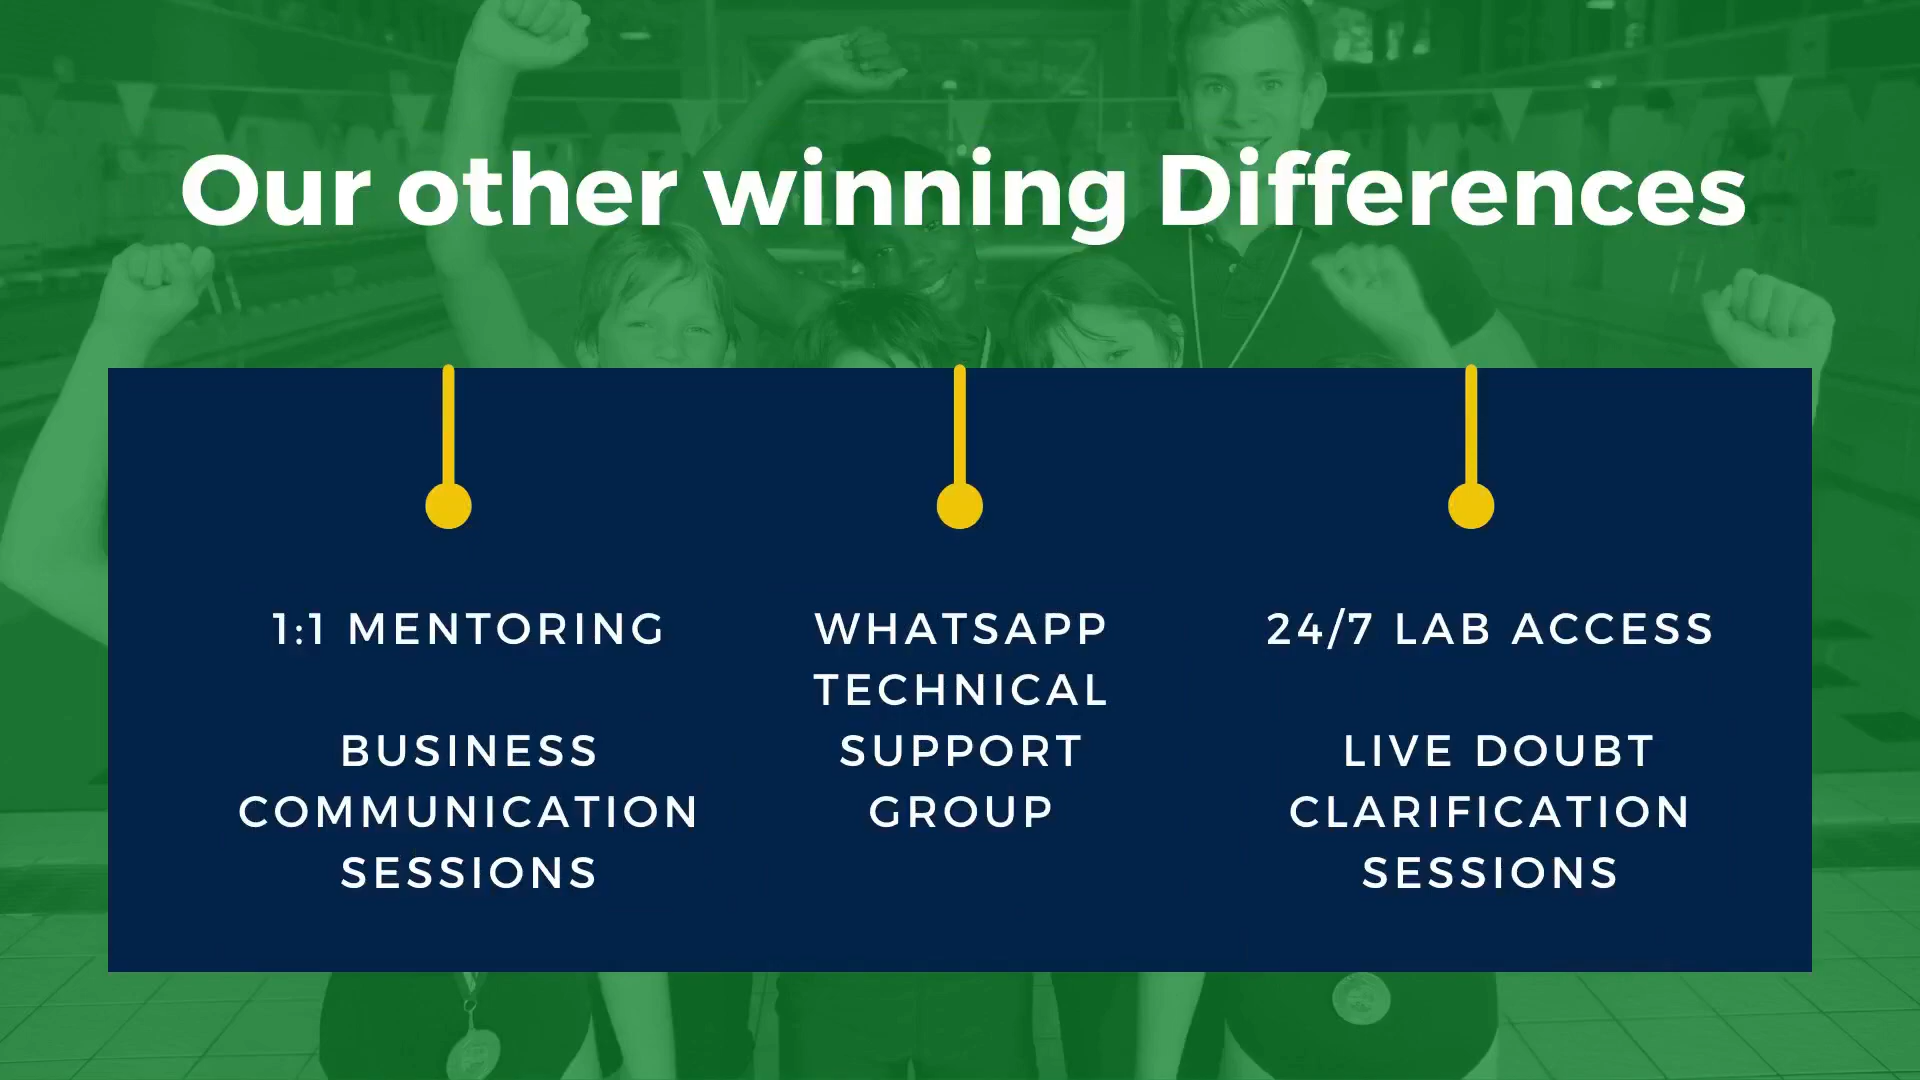 Our other winning Differences
1:1 MENTORING
BUSINESS
COMMUNICATION
SESSIONS
WHATSAPP
TECHNICAL
SUPPORT
GROUP
24/7 LAB ACCESS
LIVE DOUBT
CLARIFICATION
SESSIONS